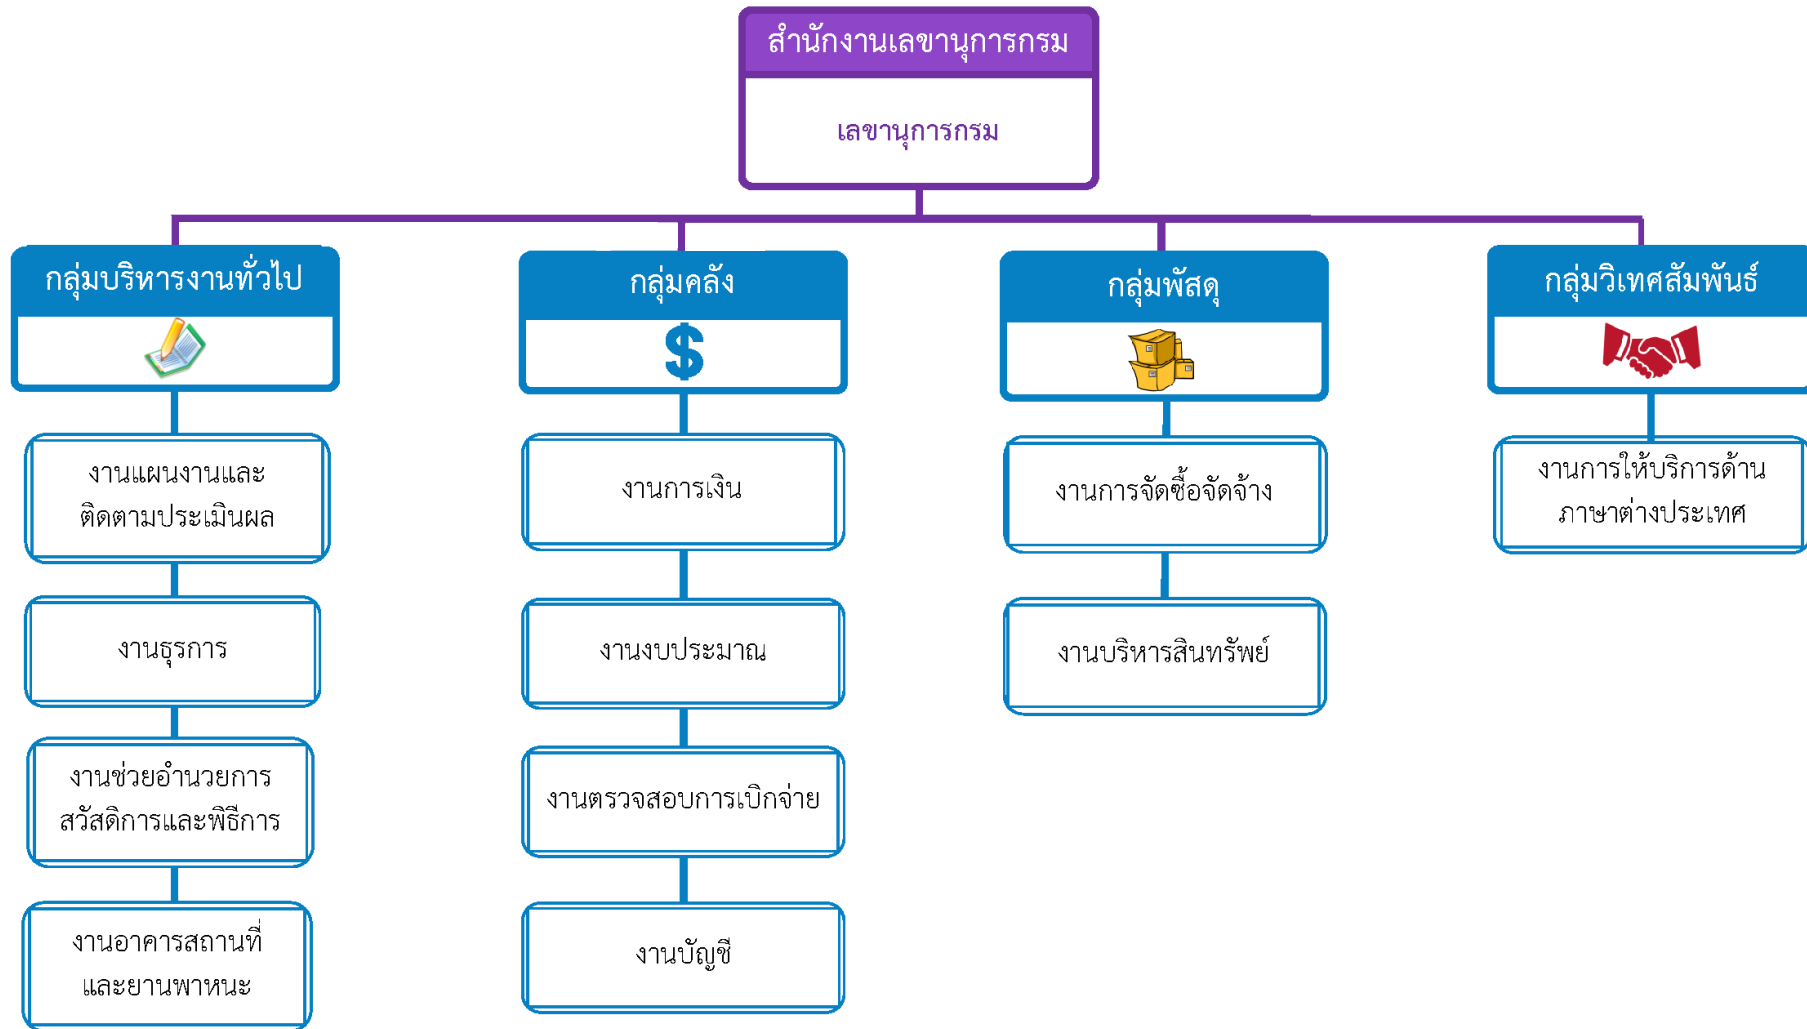 สำนักงานเลขานุการกรม
เลขานุการกรม
กลุ่มบริหารงานทั่วไป
งานแผนงานและ
ติดตามประเมินผล
งานธุรการ
งานช่วยอำนวยการ
สวัสดิการและพิธีการ
งานอาคารสถานที่
และยานพาหนะ
กลุ่มคลัง
$
งานการเงิน
งานงบประมาณ
งานตรวจสอบการเบิกจ่าย
งานบัญชี
กลุ่มพัสดุ
งานการจัดซื้อจัดจ้าง
งานบริหารสินทรัพย์
กลุ่มวิเทศสัมพันธ์
งานการให้บริการด้าน
ภาษาต่างประเทศ